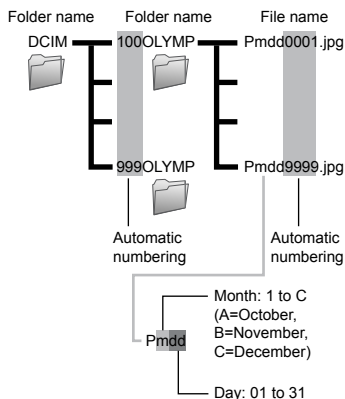 Folder name Folder name File name
DCIM 100OLYMP Pmdd0001.jpg
999OLYMP Pmdd9999.jpg
Automatic numbering
Automatic numbering
Pmdd
Month: 1 to C
(A=October,
B=November,
C=December)
Day: 01 to 31